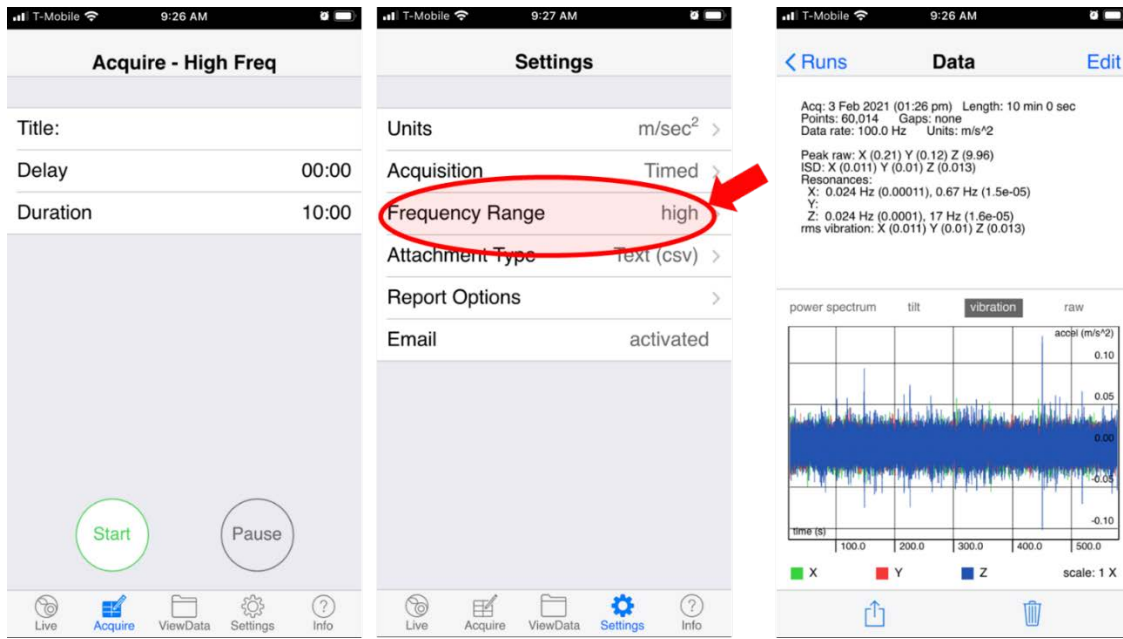 T-Mobile 9:26 AM
Acquire - High Freq
Title:
Delay 00:00
Duration 10:00
Start Pause
Live Acquire ViewData Settings Info
T-Mobile 9:27 AM
Settings
Units m/sec²
Acquisition Timed
Frequency Range high
Attachment Type Text (csv)
Report Options
Email activated
Live Acquire ViewData Settings Info
T-Mobile 9:26 AM
Runs Data Edit
Acq: 3 Feb 2021 (01:26 pm) Length: 10 min 0 sec
Points: 60,014 Gaps: none
Data rate: 100.0 Hz Units: m/s^2
Peak raw: X (0.21) Y (0.12) Z (9.96)
ISD: X (0.011) Y (0.01) Z (0.013)
Resonances:
X: 0.024 Hz (0.00011), 0.67 Hz (1.5e-05)
Y:
Z: 0.024 Hz (0.0001), 17 Hz (1.6e-05)
rms vibration: X (0.011) Y (0.01) Z (0.013)
power spectrum tilt vibration raw
accel (m/s^2)
0.10
0.05
0.00
-0.05
-0.10
time (s)
100.0 200.0 300.0 400.0 500.0
X Y Z scale: 1 X